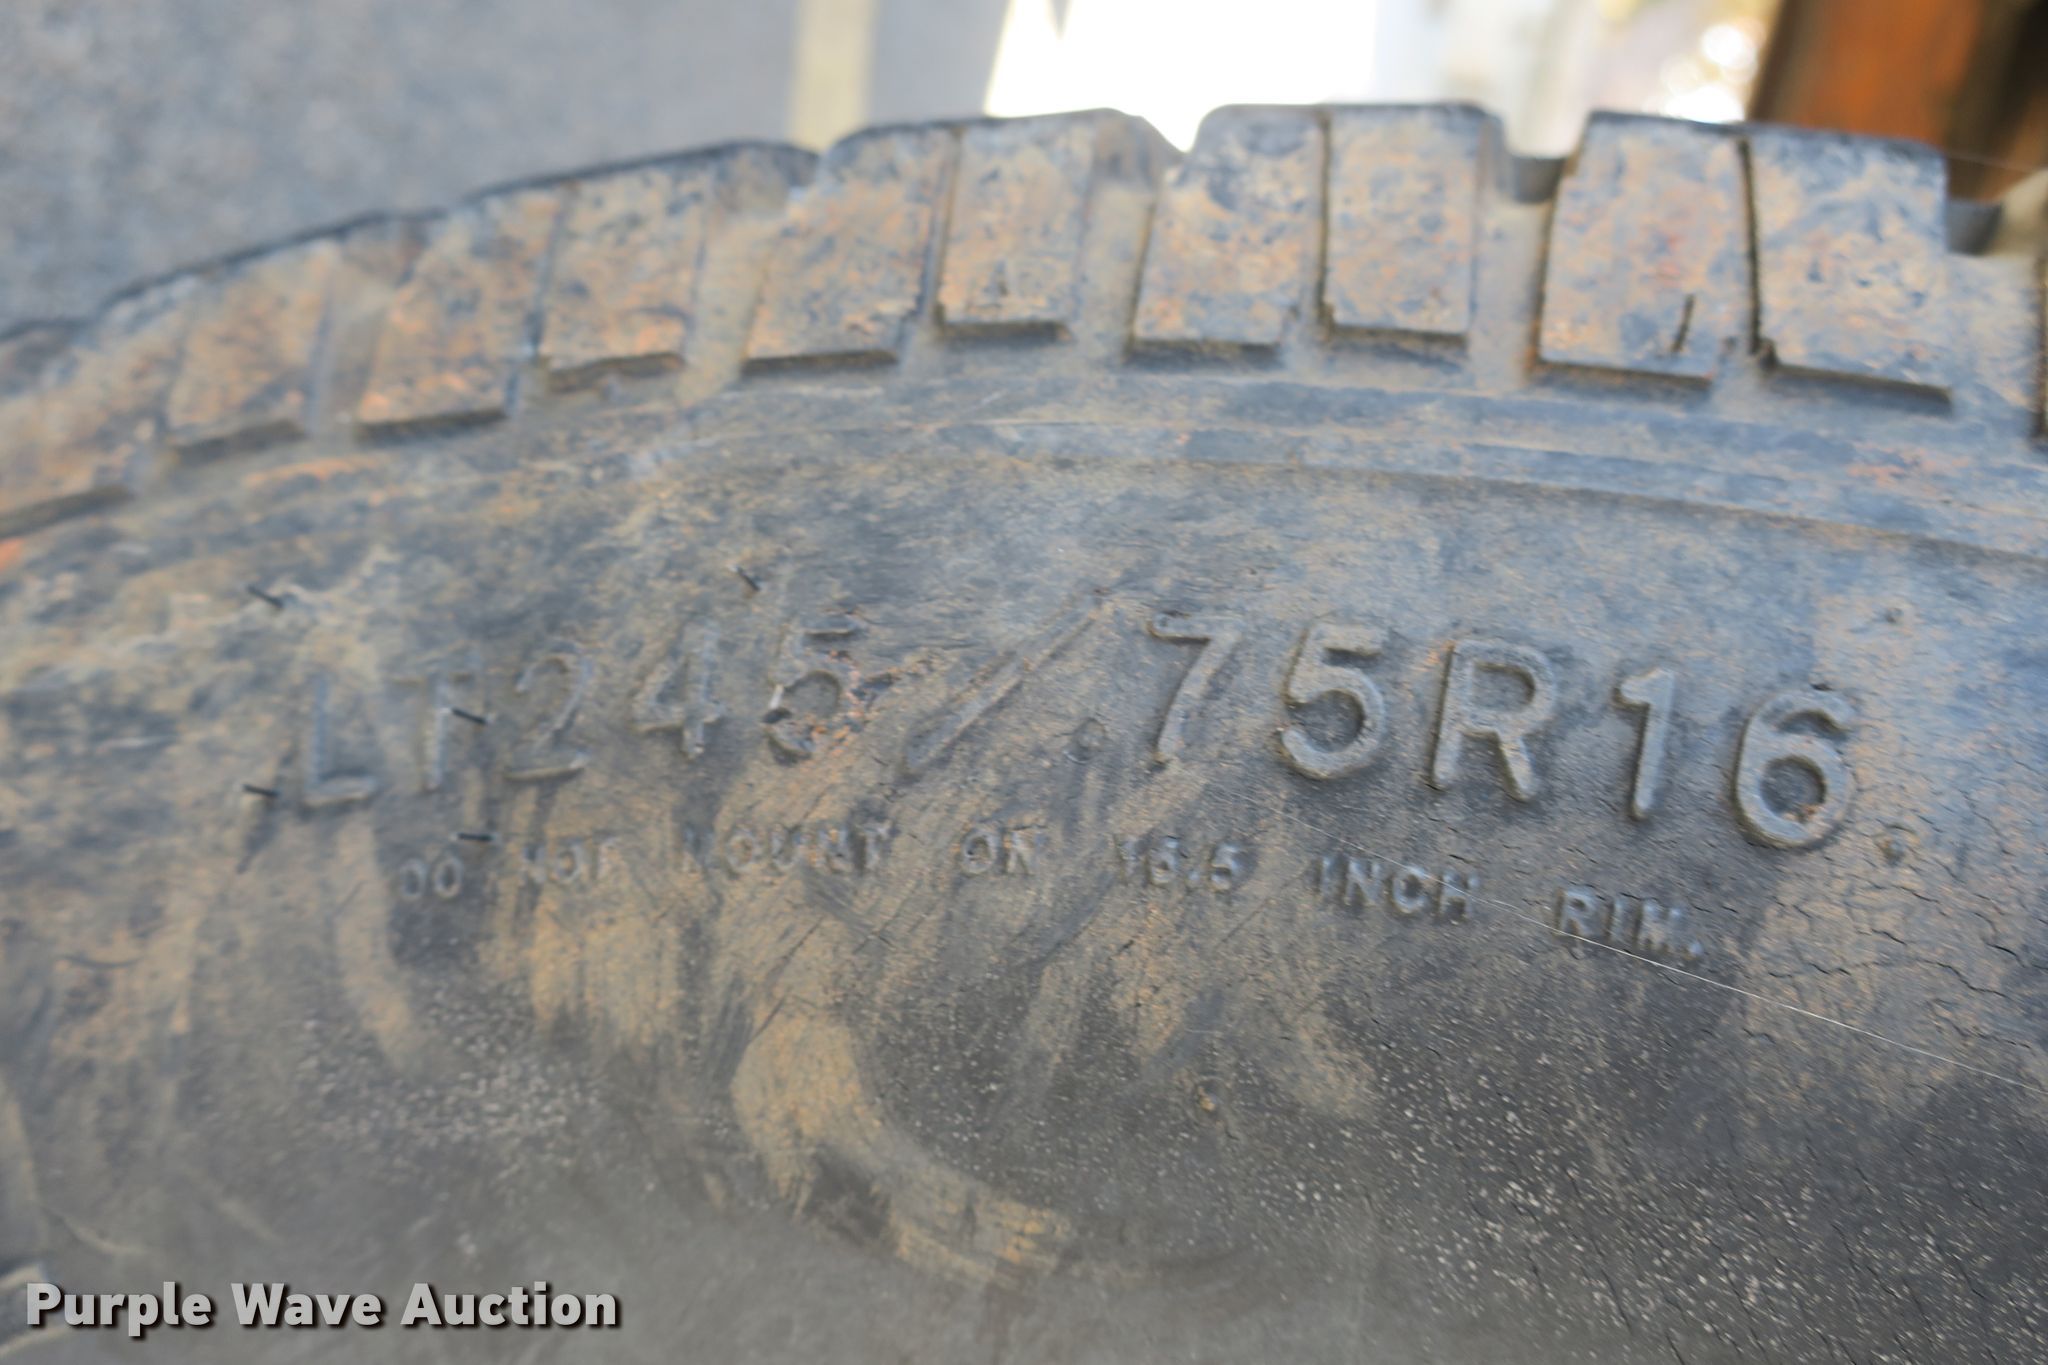 LT245/75R16
DO NOT MOUNT ON 16.5 INCH RIM.
Purple Wave Auction